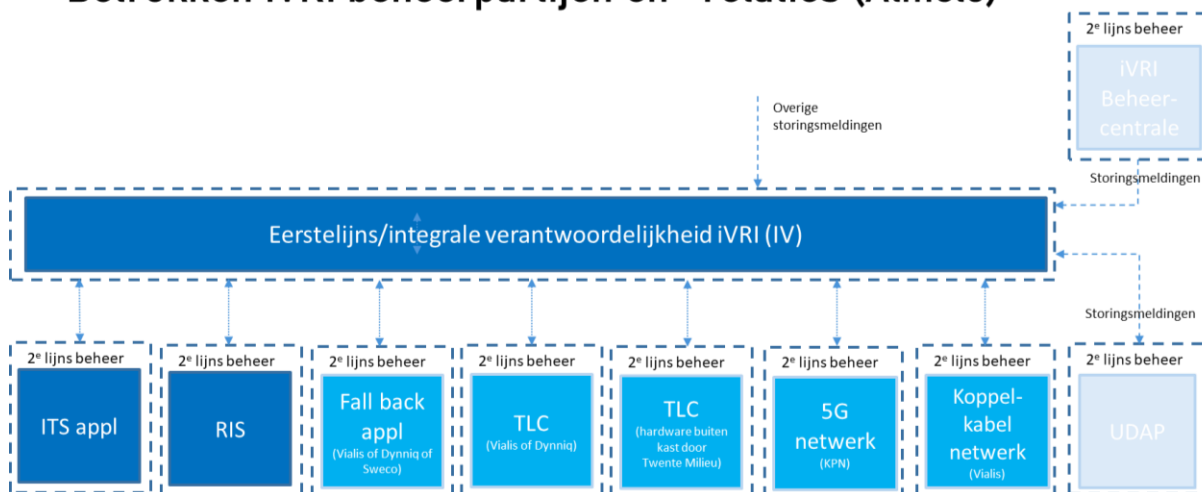 2e lijns beheer
iVRI
Beheer-
centrale
Overige
storingsmeldingen
Storingsmeldingen
Eerstelijns/integrale verantwoordelijkheid iVRI (IV)
Storingsmeldingen
2e lijns beheer
ITS appl
2e lijns beheer
RIS
2e lijns beheer
Fall back
appl
(Vialis of Dynniq of
Sweco)
2e lijns beheer
TLC
(Vialis of Dynniq)
2e lijns beheer
TLC
(hardware buiten
kast door
Twente Milieu)
2e lijns beheer
5G
netwerk
(KPN)
2e lijns beheer
Koppel-
kabel
netwerk
(Vialis)
2e lijns beheer
UDAP